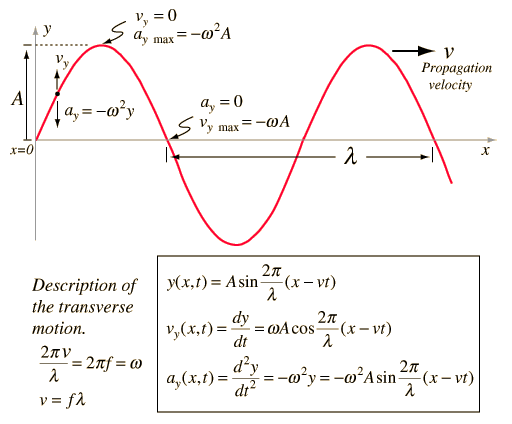 y
v_y = 0
a_y max = −ω²A
v
Propagation
velocity
v_y
A
a_y = −ω²y
a_y = 0
v_y max = −ωA
x=0
λ
x
Description of
the transverse
motion.
2πv/λ = 2πf = ω
v = fλ
y(x,t) = A sin 2π/λ (x − vt)
v_y(x,t) = dy/dt = ωA cos 2π/λ (x − vt)
a_y(x,t) = d²y/dt² = −ω²y = −ω²A sin 2π/λ (x − vt)